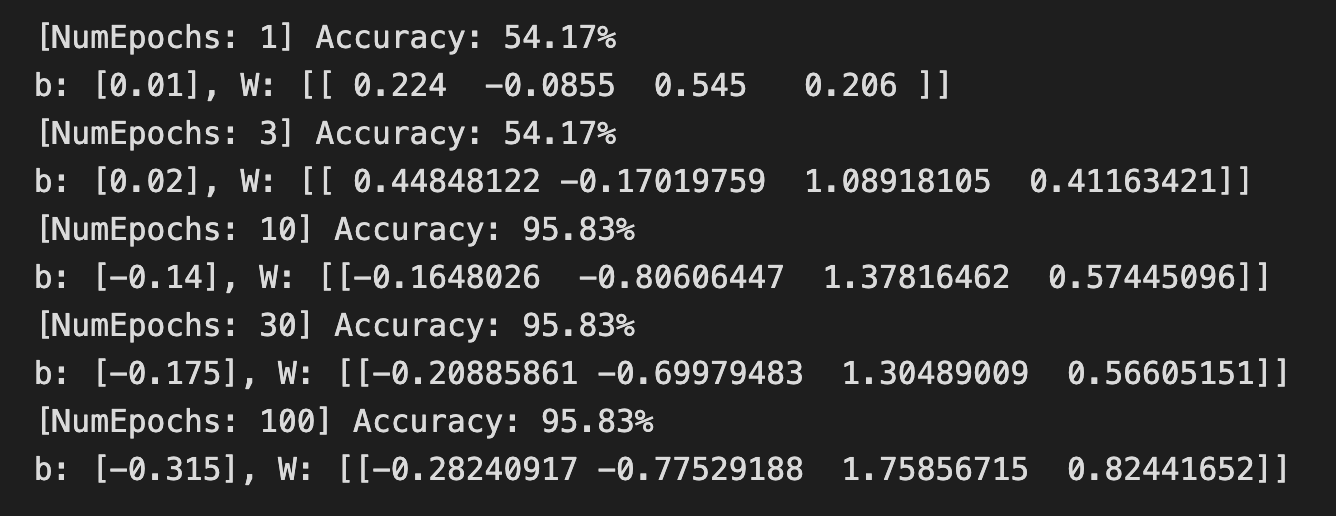 [NumEpochs: 1] Accuracy: 54.17%
b: [0.01], W: [[ 0.224  -0.0855  0.545   0.206 ]]
[NumEpochs: 3] Accuracy: 54.17%
b: [0.02], W: [[ 0.44848122 -0.17019759  1.08918105  0.41163421]]
[NumEpochs: 10] Accuracy: 95.83%
b: [-0.14], W: [[-0.1648026  -0.80606447  1.37816462  0.57445096]]
[NumEpochs: 30] Accuracy: 95.83%
b: [-0.175], W: [[-0.20885861 -0.69979483  1.30489009  0.56605151]]
[NumEpochs: 100] Accuracy: 95.83%
b: [-0.315], W: [[-0.28240917 -0.77529188  1.75856715  0.82441652]]